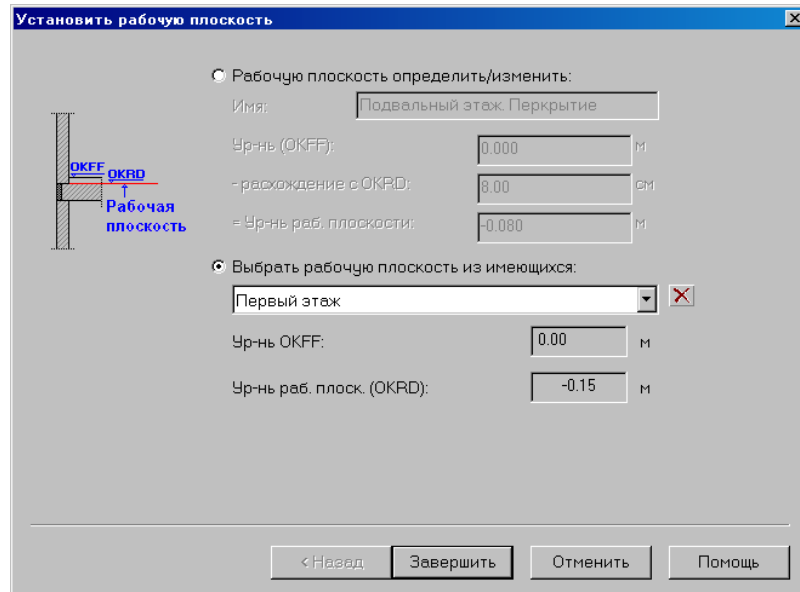 Установить рабочую плоскость
Рабочую плоскость определить/изменить:
Имя: Подвальный этаж. Перкрытие
Ур-нь (OKFF): 0.000 м
- расхождение с OKRD: 8.00 см
= Ур-нь раб. плоскости: -0.080 м
OKFF OKRD
Рабочая
плоскость
Выбрать рабочую плоскость из имеющихся:
Первый этаж
Ур-нь OKFF: 0.00 м
Ур-нь раб. плоск. (OKRD): -0.15 м
< Назад Завершить Отменить Помощь